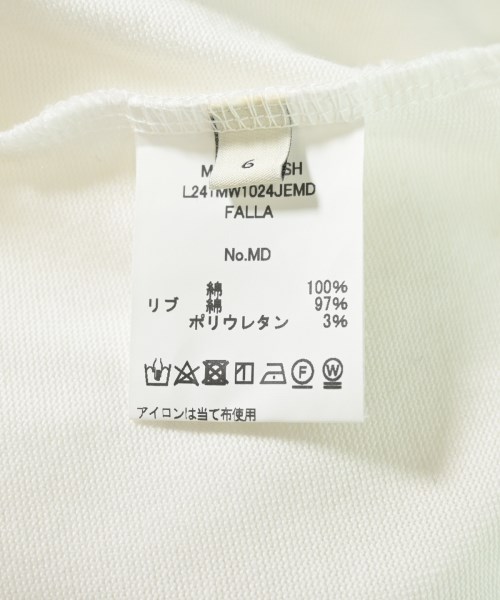 6
L241MW1024JEMD
FALLA
No.MD
綿 100%
リブ 綿 97%
ポリウレタン 3%
F W
アイロンは当て布使用